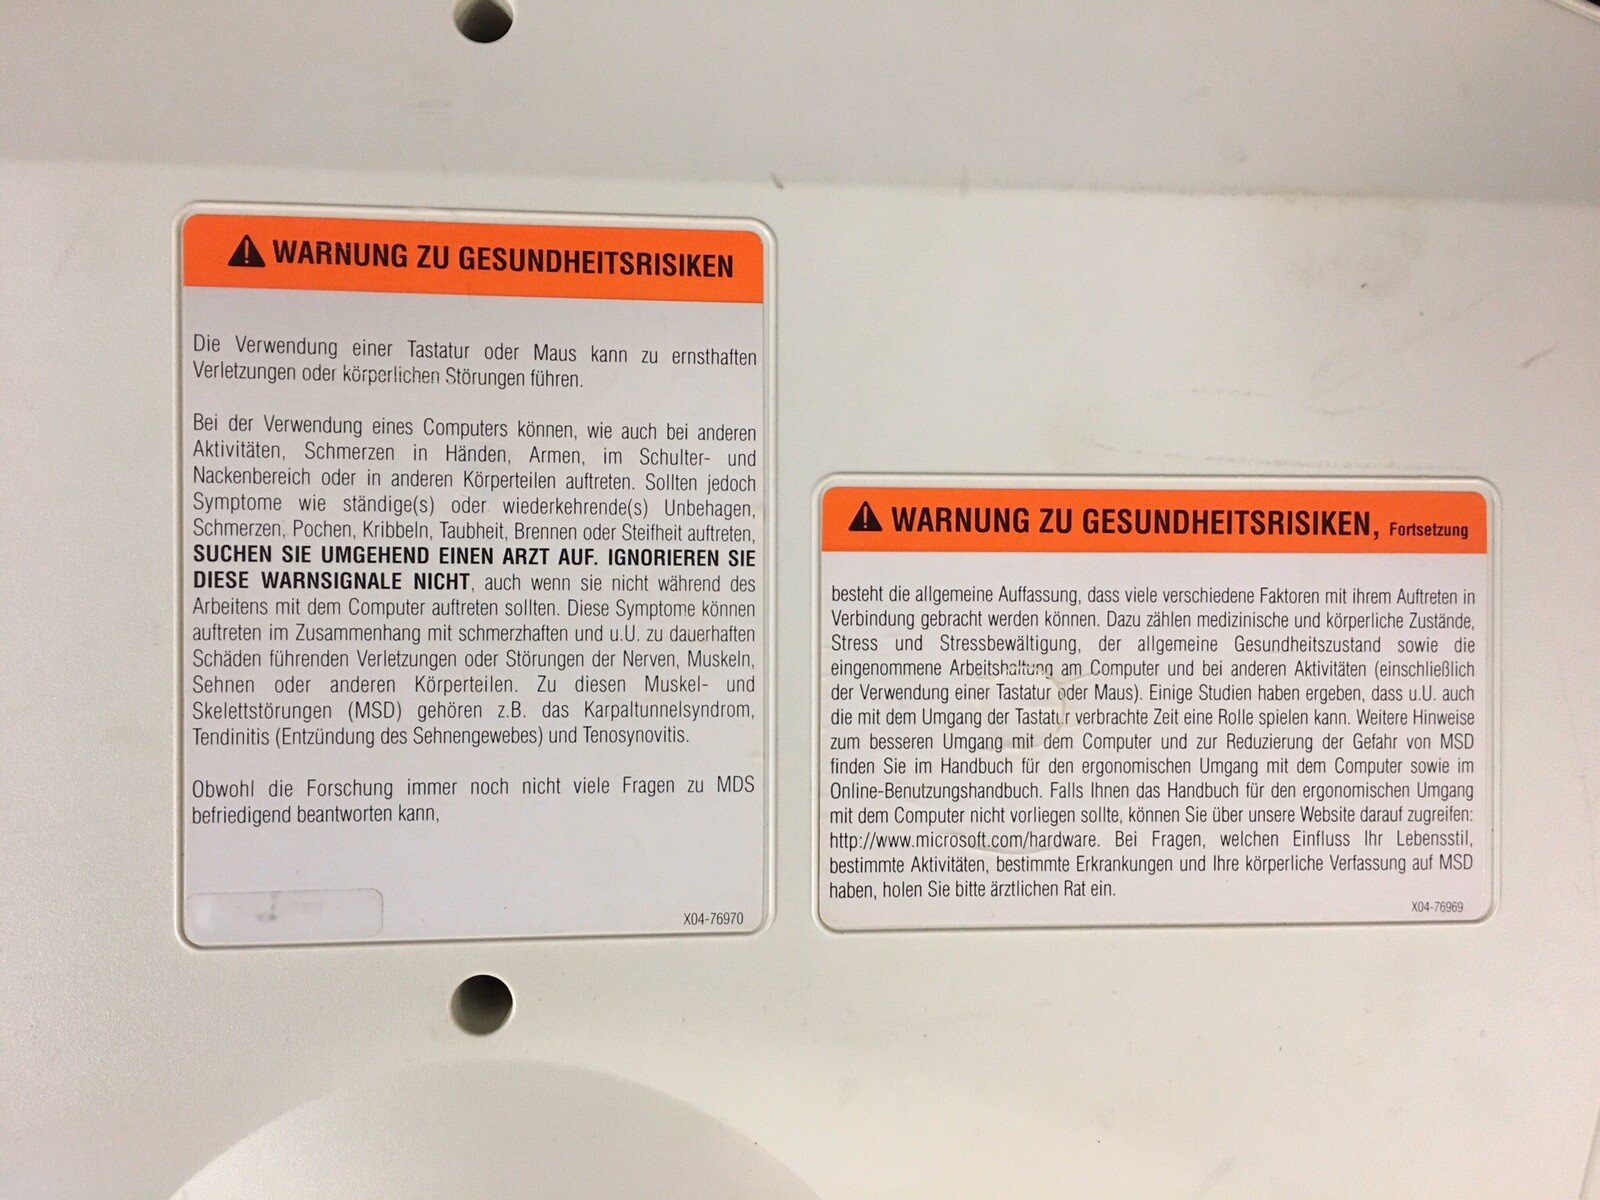 WARNUNG ZU GESUNDHEITSRISIKEN
Die Verwendung einer Tastatur oder Maus kann zu ernsthaften
Verletzungen oder körperlichen Störungen führen.
Bei der Verwendung eines Computers können, wie auch bei anderen
Aktivitäten, Schmerzen in Händen, Armen, im Schulter- und
Nackenbereich oder in anderen Körperteilen auftreten. Sollten jedoch
Symptome wie ständige(s) oder wiederkehrende(s) Unbehagen,
Schmerzen, Pochen, Kribbeln, Taubheit, Brennen oder Steifheit auftreten,
SUCHEN SIE UMGEHEND EINEN ARZT AUF. IGNORIEREN SIE
DIESE WARNSIGNALE NICHT, auch wenn sie nicht während des
Arbeitens mit dem Computer auftreten sollten. Diese Symptome können
auftreten im Zusammenhang mit schmerzhaften und u.U. zu dauerhaften
Schäden führenden Verletzungen oder Störungen der Nerven, Muskeln,
Sehnen oder anderen Körperteilen. Zu diesen Muskel- und
Skelettstörungen (MSD) gehören z.B. das Karpaltunnelsyndrom,
Tendinitis (Entzündung des Sehnengewebes) und Tenosynovitis.
Obwohl die Forschung immer noch nicht viele Fragen zu MDS
befriedigend beantworten kann,
X04-76970
WARNUNG ZU GESUNDHEITSRISIKEN, Fortsetzung
besteht die allgemeine Auffassung, dass viele verschiedene Faktoren mit ihrem Auftreten in
Verbindung gebracht werden können. Dazu zählen medizinische und körperliche Zustände,
Stress und Stressbewältigung, der allgemeine Gesundheitszustand sowie die
eingenommene Arbeitshaltung am Computer und bei anderen Aktivitäten (einschließlich
der Verwendung einer Tastatur oder Maus). Einige Studien haben ergeben, dass u.U. auch
die mit dem Umgang der Tastatur verbrachte Zeit eine Rolle spielen kann. Weitere Hinweise
zum besseren Umgang mit dem Computer und zur Reduzierung der Gefahr von MSD
finden Sie im Handbuch für den ergonomischen Umgang mit dem Computer sowie im
Online-Benutzungshandbuch. Falls Ihnen das Handbuch für den ergonomischen Umgang
mit dem Computer nicht vorliegen sollte, können Sie über unsere Website darauf zugreifen:
http://www.microsoft.com/hardware. Bei Fragen, welchen Einfluss Ihr Lebensstil,
bestimmte Aktivitäten, bestimmte Erkrankungen und Ihre körperliche Verfassung auf MSD
haben, holen Sie bitte ärztlichen Rat ein.
X04-76969